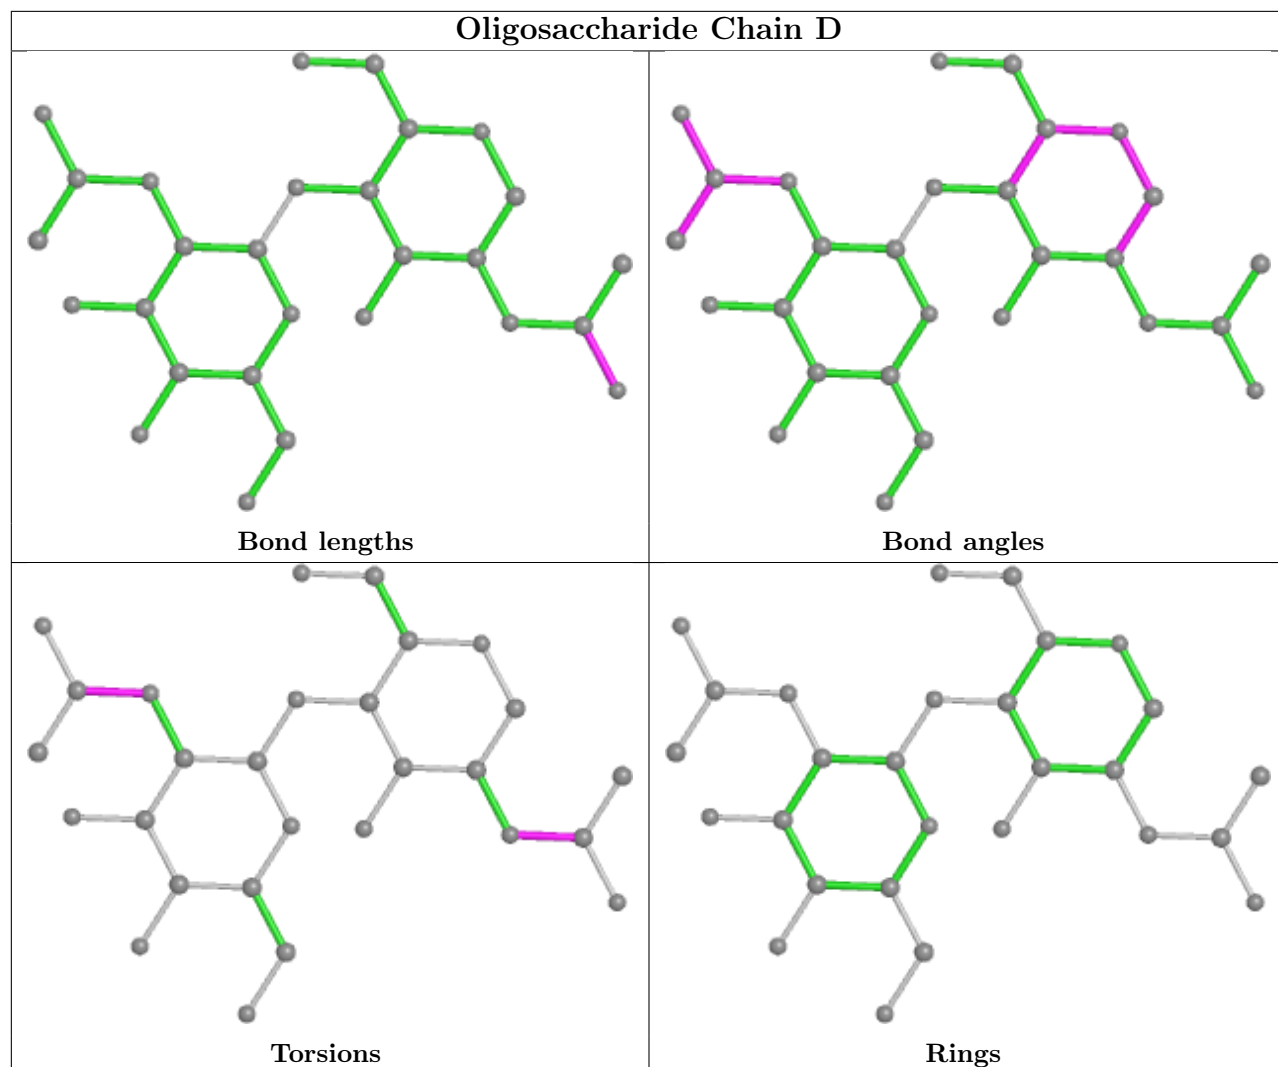 Oligosaccharide Chain D
Bond lengths
Bond angles
Torsions
Rings